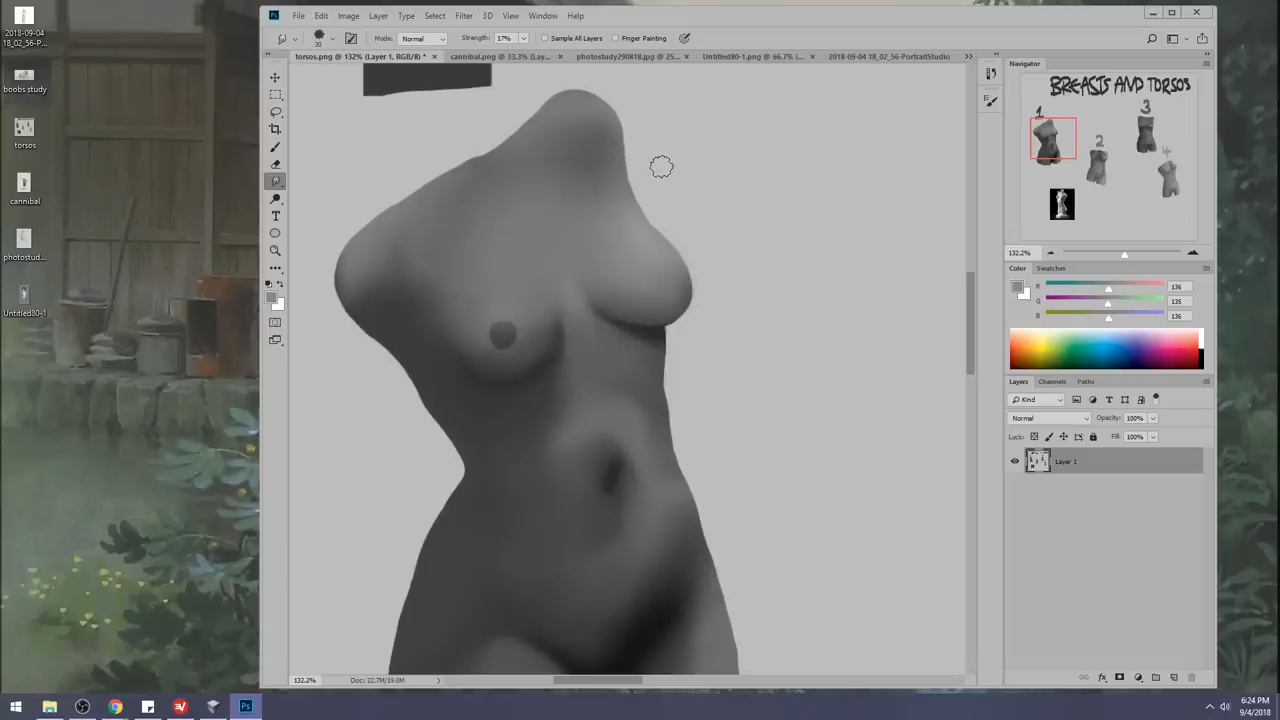 2018-09-04
18_02_56-P...
boobs study
torsos
cannibal
photostud...
Untitled80-1
Ps
File Edit Image Layer Type Select Filter 3D View Window Help
30
Mode: Normal Strength: 17% Sample All Layers Finger Painting
torsos.png @ 132% (Layer 1, RGB/8) * × cannibal.png @ 33.3% (Lay... × photostudy290818.jpg @ 25... × Untitled80-1.png @ 66.7% (... × 2018-09-04 18_02_56-PortraitStudio
Navigator
BREASTS AND TORSOS
1
2
3
4
132.2%
Color Swatches
R 136
G 135
B 136
Layers Channels Paths
Kind
Normal Opacity: 100%
Lock: Fill: 100%
Layer 1
fx
132.2% Doc: 22.7M/19.0M
Ps
6:24 PM
9/4/2018